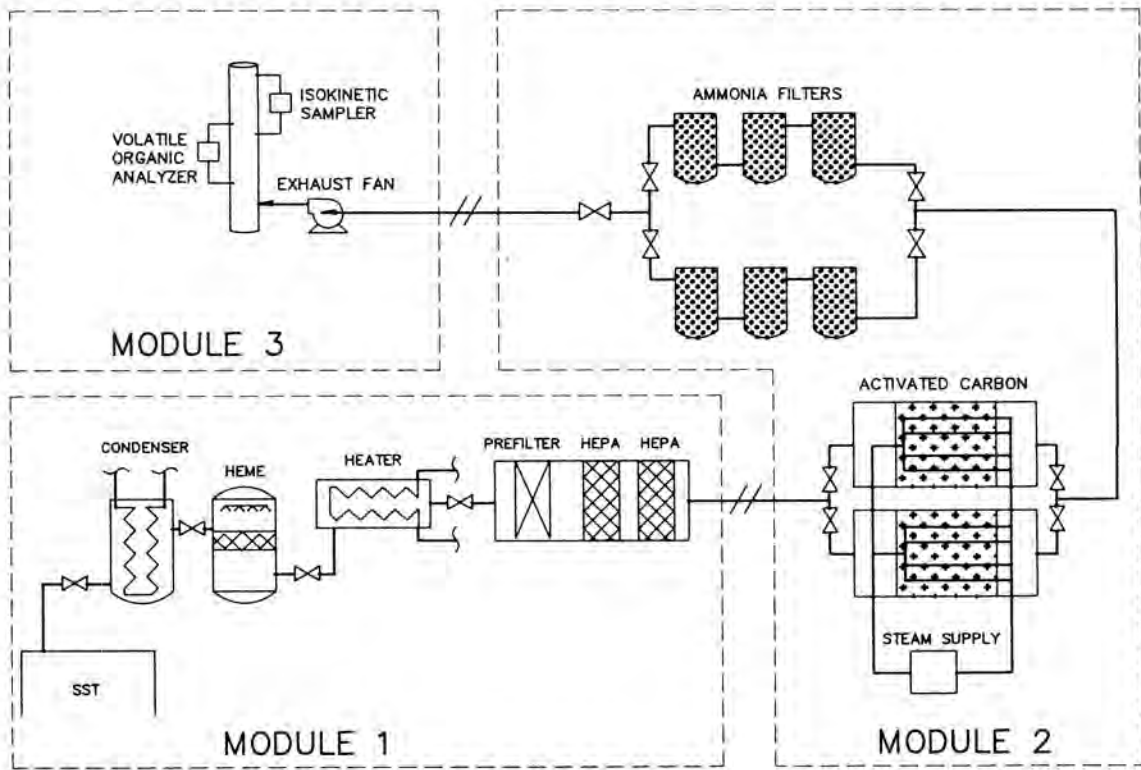 ISOKINETIC
SAMPLER
VOLATILE
ORGANIC
ANALYZER
EXHAUST FAN
MODULE 3
AMMONIA FILTERS
ACTIVATED CARBON
STEAM SUPPLY
MODULE 2
CONDENSER
HEME
HEATER
PREFILTER
HEPA
HEPA
SST
MODULE 1